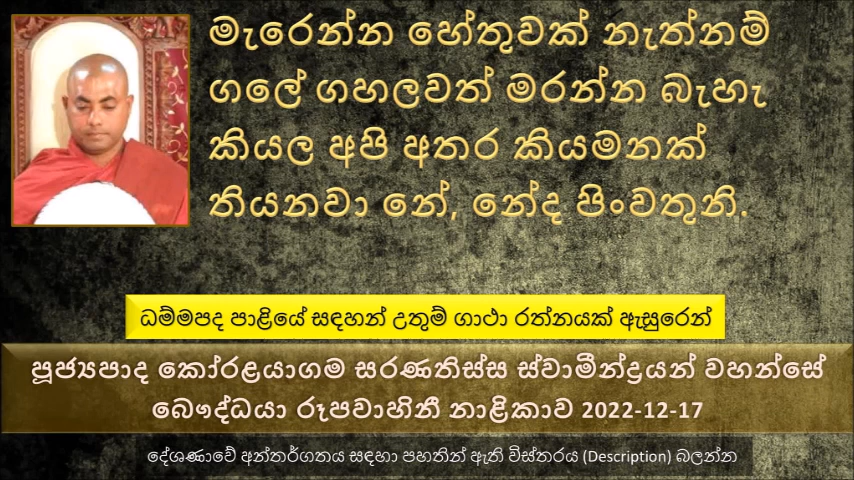 මැරෙන්න හේතුවක් නැත්නම්
ගලේ ගහලවත් මරන්න බැහැ
කියල අපි අතර කියමනක්
තියනවා නේ, නේද පිංවතුනි.
ධම්මපද පාළියේ සඳහන් උතුම් ගාථා රත්නයක් ඇසුරෙන්
පූජ්‍යපාද කෝරළයාගම සරණතිස්ස ස්වාමීන්ද්‍රයන් වහන්සේ
බෞද්ධයා රූපවාහිනී නාළිකාව 2022-12-17
දේශණාවේ අන්තර්ගතය සඳහා පහතින් ඇති විස්තරය (Description) බලන්න